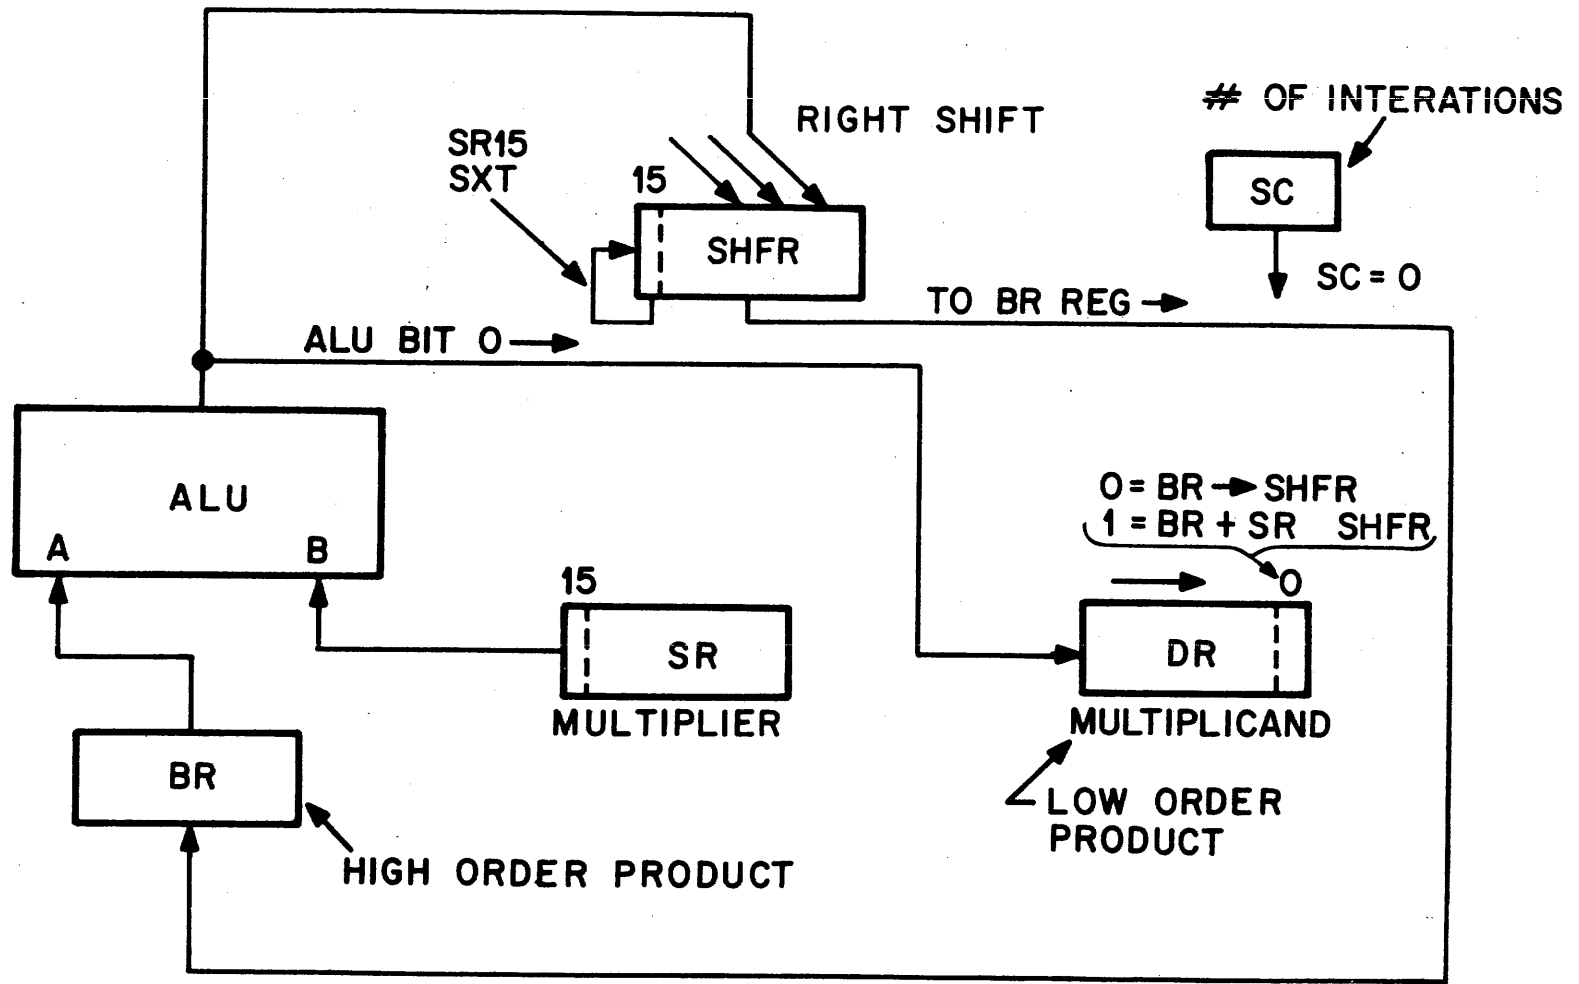 # OF INTERATIONS
RIGHT SHIFT
SR15
SXT
15
SC
SHFR
SC = 0
TO BR REG
ALU BIT 0
ALU
A
B
0 = BR → SHFR
1 = BR + SR SHFR
15
0
SR
DR
MULTIPLIER
MULTIPLICAND
BR
LOW ORDER
PRODUCT
HIGH ORDER PRODUCT